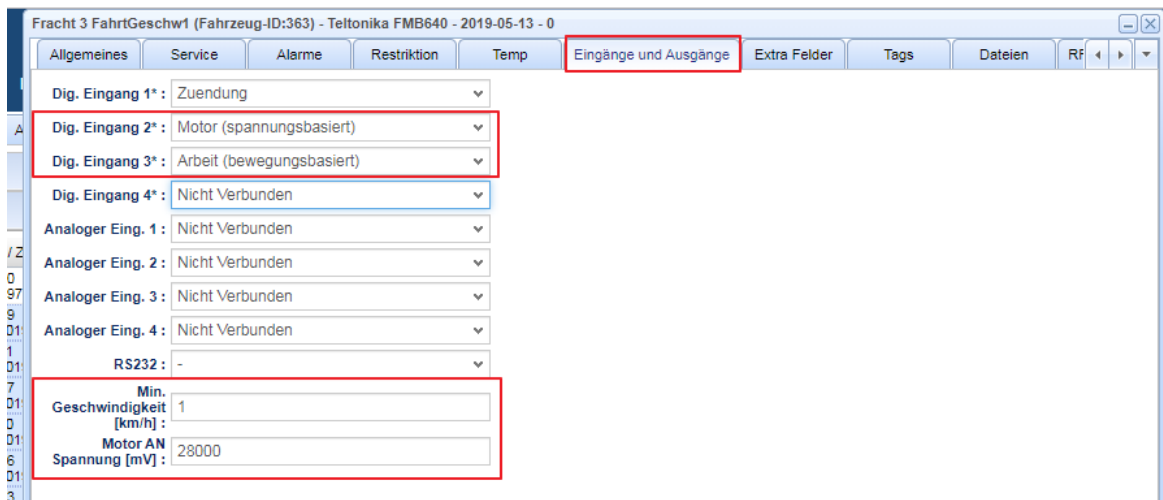 Fracht 3 FahrtGeschw1 (Fahrzeug-ID:363) - Teltonika FMB640 - 2019-05-13 - 0
Allgemeines Service Alarme Restriktion Temp Eingänge und Ausgänge Extra Felder Tags Dateien
Dig. Eingang 1* : Zuendung
Dig. Eingang 2* : Motor (spannungsbasiert)
Dig. Eingang 3* : Arbeit (bewegungsbasiert)
Dig. Eingang 4* : Nicht Verbunden
Analoger Eing. 1 : Nicht Verbunden
Analoger Eing. 2 : Nicht Verbunden
Analoger Eing. 3 : Nicht Verbunden
Analoger Eing. 4 : Nicht Verbunden
RS232 : -
Min.
Geschwindigkeit 1
[km/h] :
Motor AN
Spannung [mV] : 28000